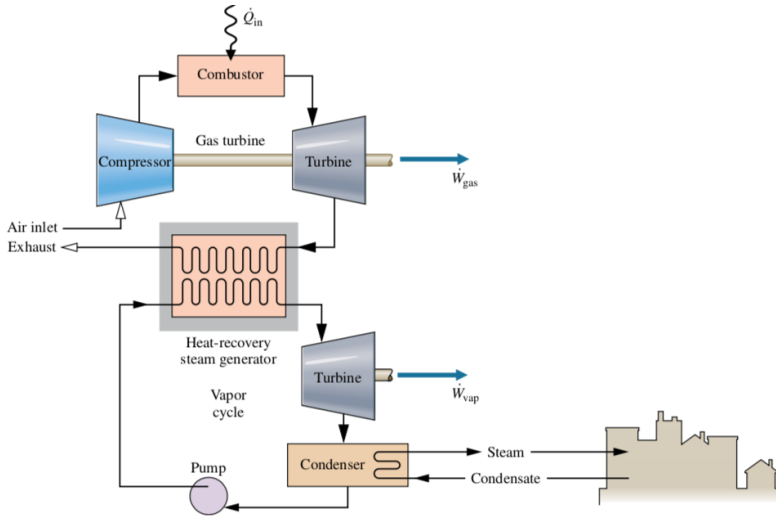 Q̇in
Combustor
Gas turbine
Compressor
Turbine
Ẇgas
Air inlet
Exhaust
Heat-recovery
steam generator
Turbine
Ẇvap
Vapor
cycle
Steam
Condenser
Condensate
Pump